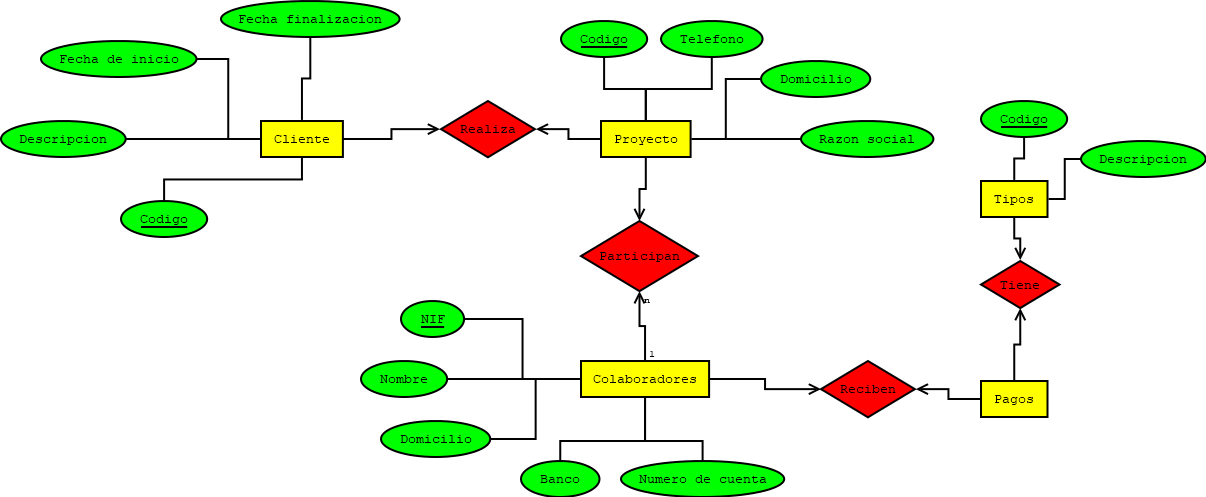 Fecha finalizacion
Codigo
Telefono
Fecha de inicio
Domicilio
Codigo
Descripcion
Cliente
Realiza
Proyecto
Razon social
Descripcion
Tipos
Codigo
Participan
Tiene
n
NIF
1
Nombre
Colaboradores
Reciben
Pagos
Domicilio
Banco
Numero de cuenta